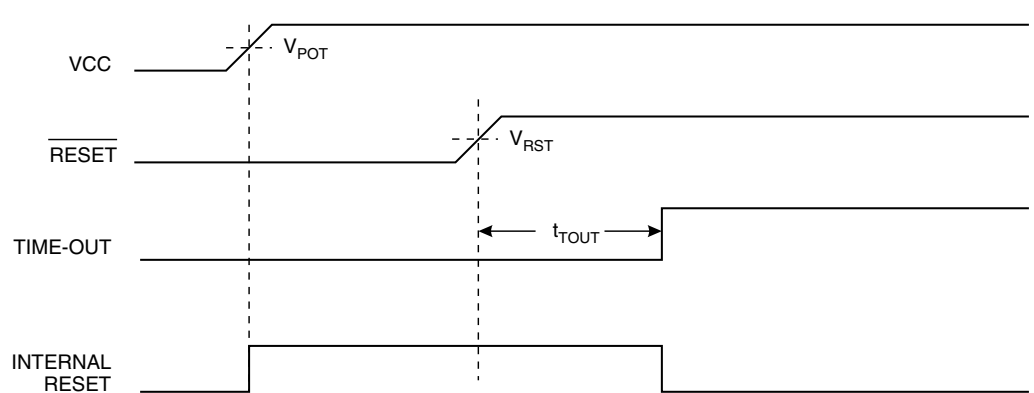 VCC
V_POT
RESET
V_RST
TIME-OUT
t_TOUT
INTERNAL
RESET